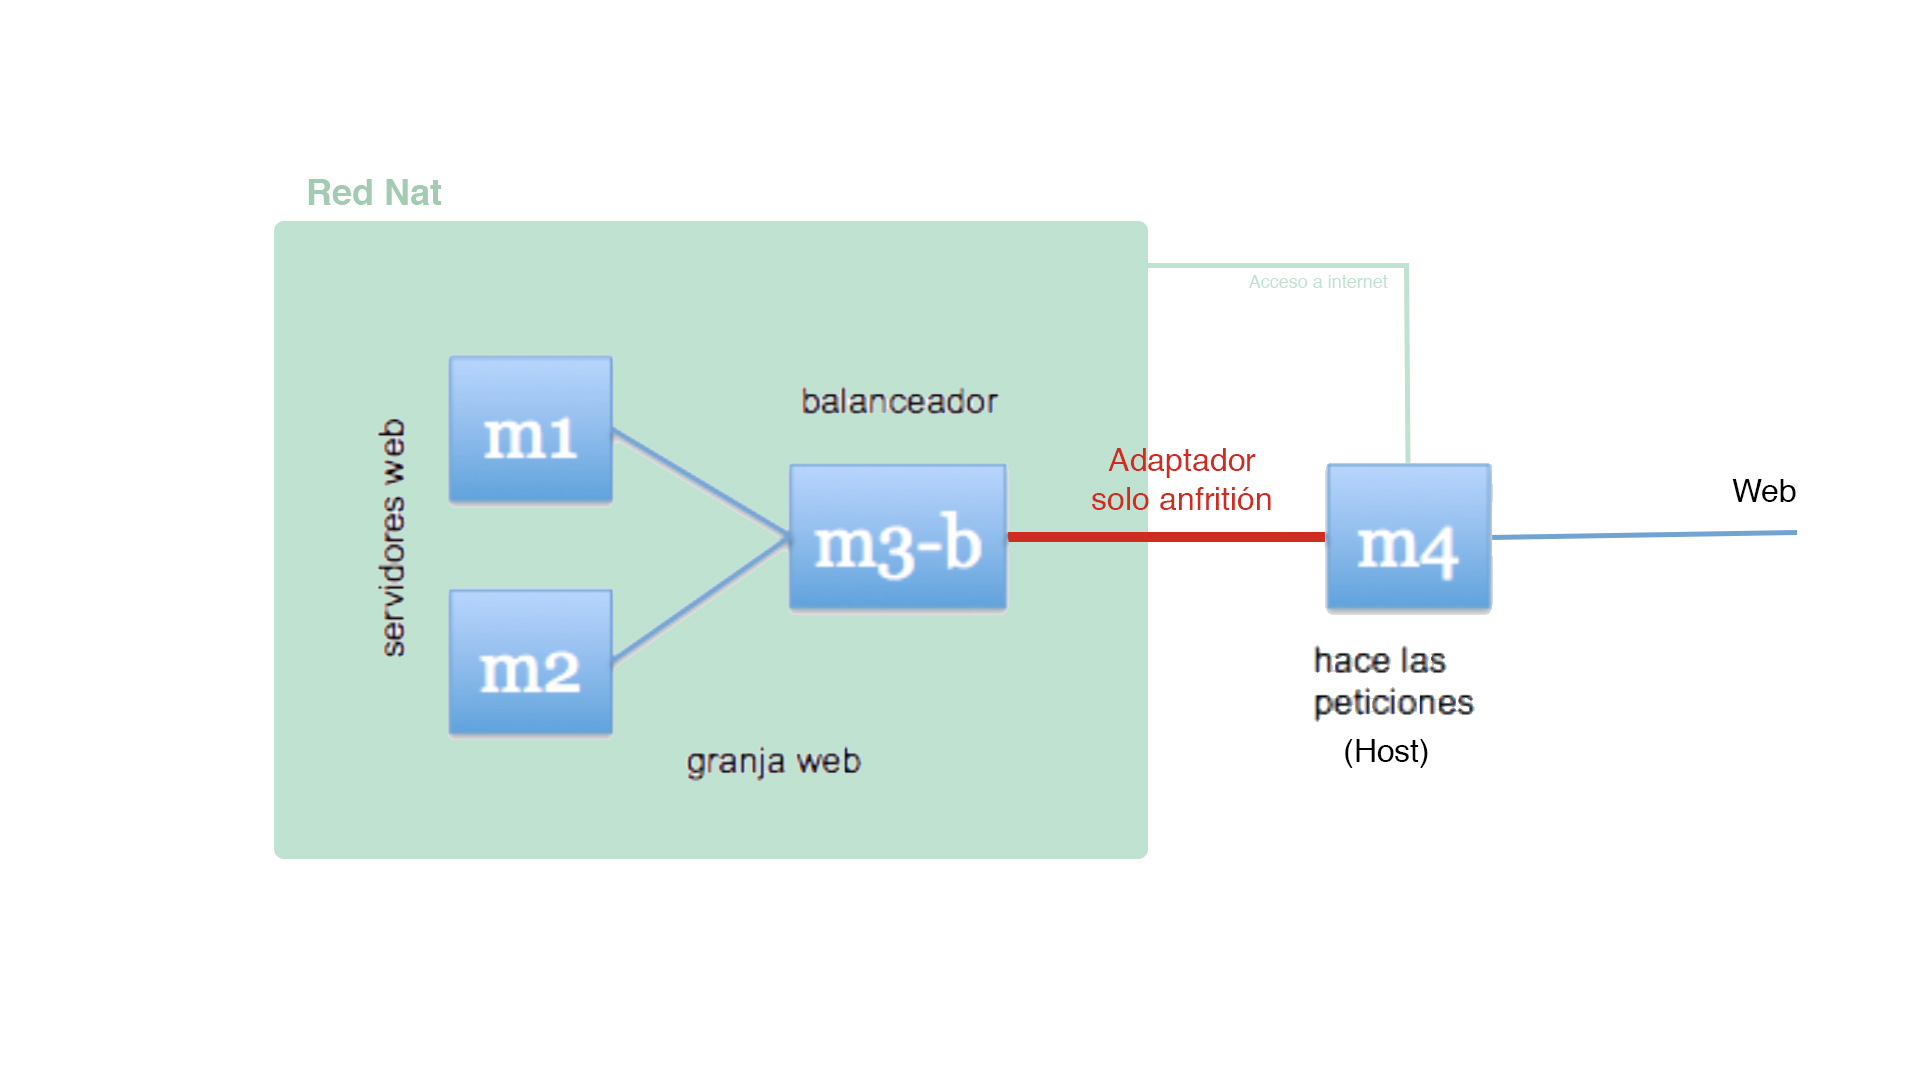 Red Nat
Acceso a internet
servidores web
m1
m2
balanceador
m3-b
granja web
Adaptador
solo anfritión
m4
hace las
peticiones
(Host)
Web